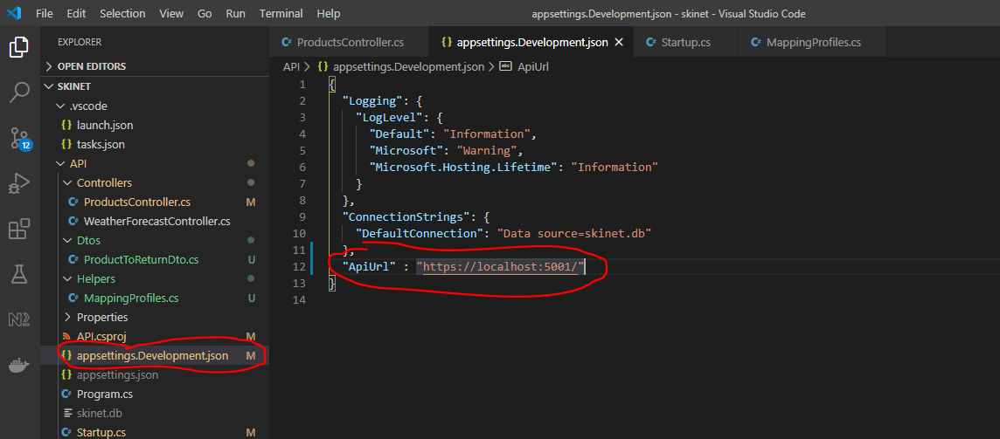 File Edit Selection View Go Run Terminal Help appsettings.Development.json - skinet - Visual Studio Code
EXPLORER
OPEN EDITORS
SKINET
.vscode
{} launch.json
{} tasks.json
API
Controllers
C# ProductsController.cs M
C# WeatherForecastController.cs
Dtos
C# ProductToReturnDto.cs U
Helpers
C# MappingProfiles.cs U
Properties
API.csproj M
{} appsettings.Development.json M
{} appsettings.json
C# Program.cs
skinet.db
C# Startup.cs M
12
N2
C# ProductsController.cs {} appsettings.Development.json × C# Startup.cs C# MappingProfiles.cs
API > {} appsettings.Development.json > abc ApiUrl
1 {
2 "Logging": {
3 "LogLevel": {
4 "Default": "Information",
5 "Microsoft": "Warning",
6 "Microsoft.Hosting.Lifetime": "Information"
7 }
8 },
9 "ConnectionStrings": {
10 "DefaultConnection": "Data source=skinet.db"
11 },
12 "ApiUrl" : "https://localhost:5001/"
13 }
14